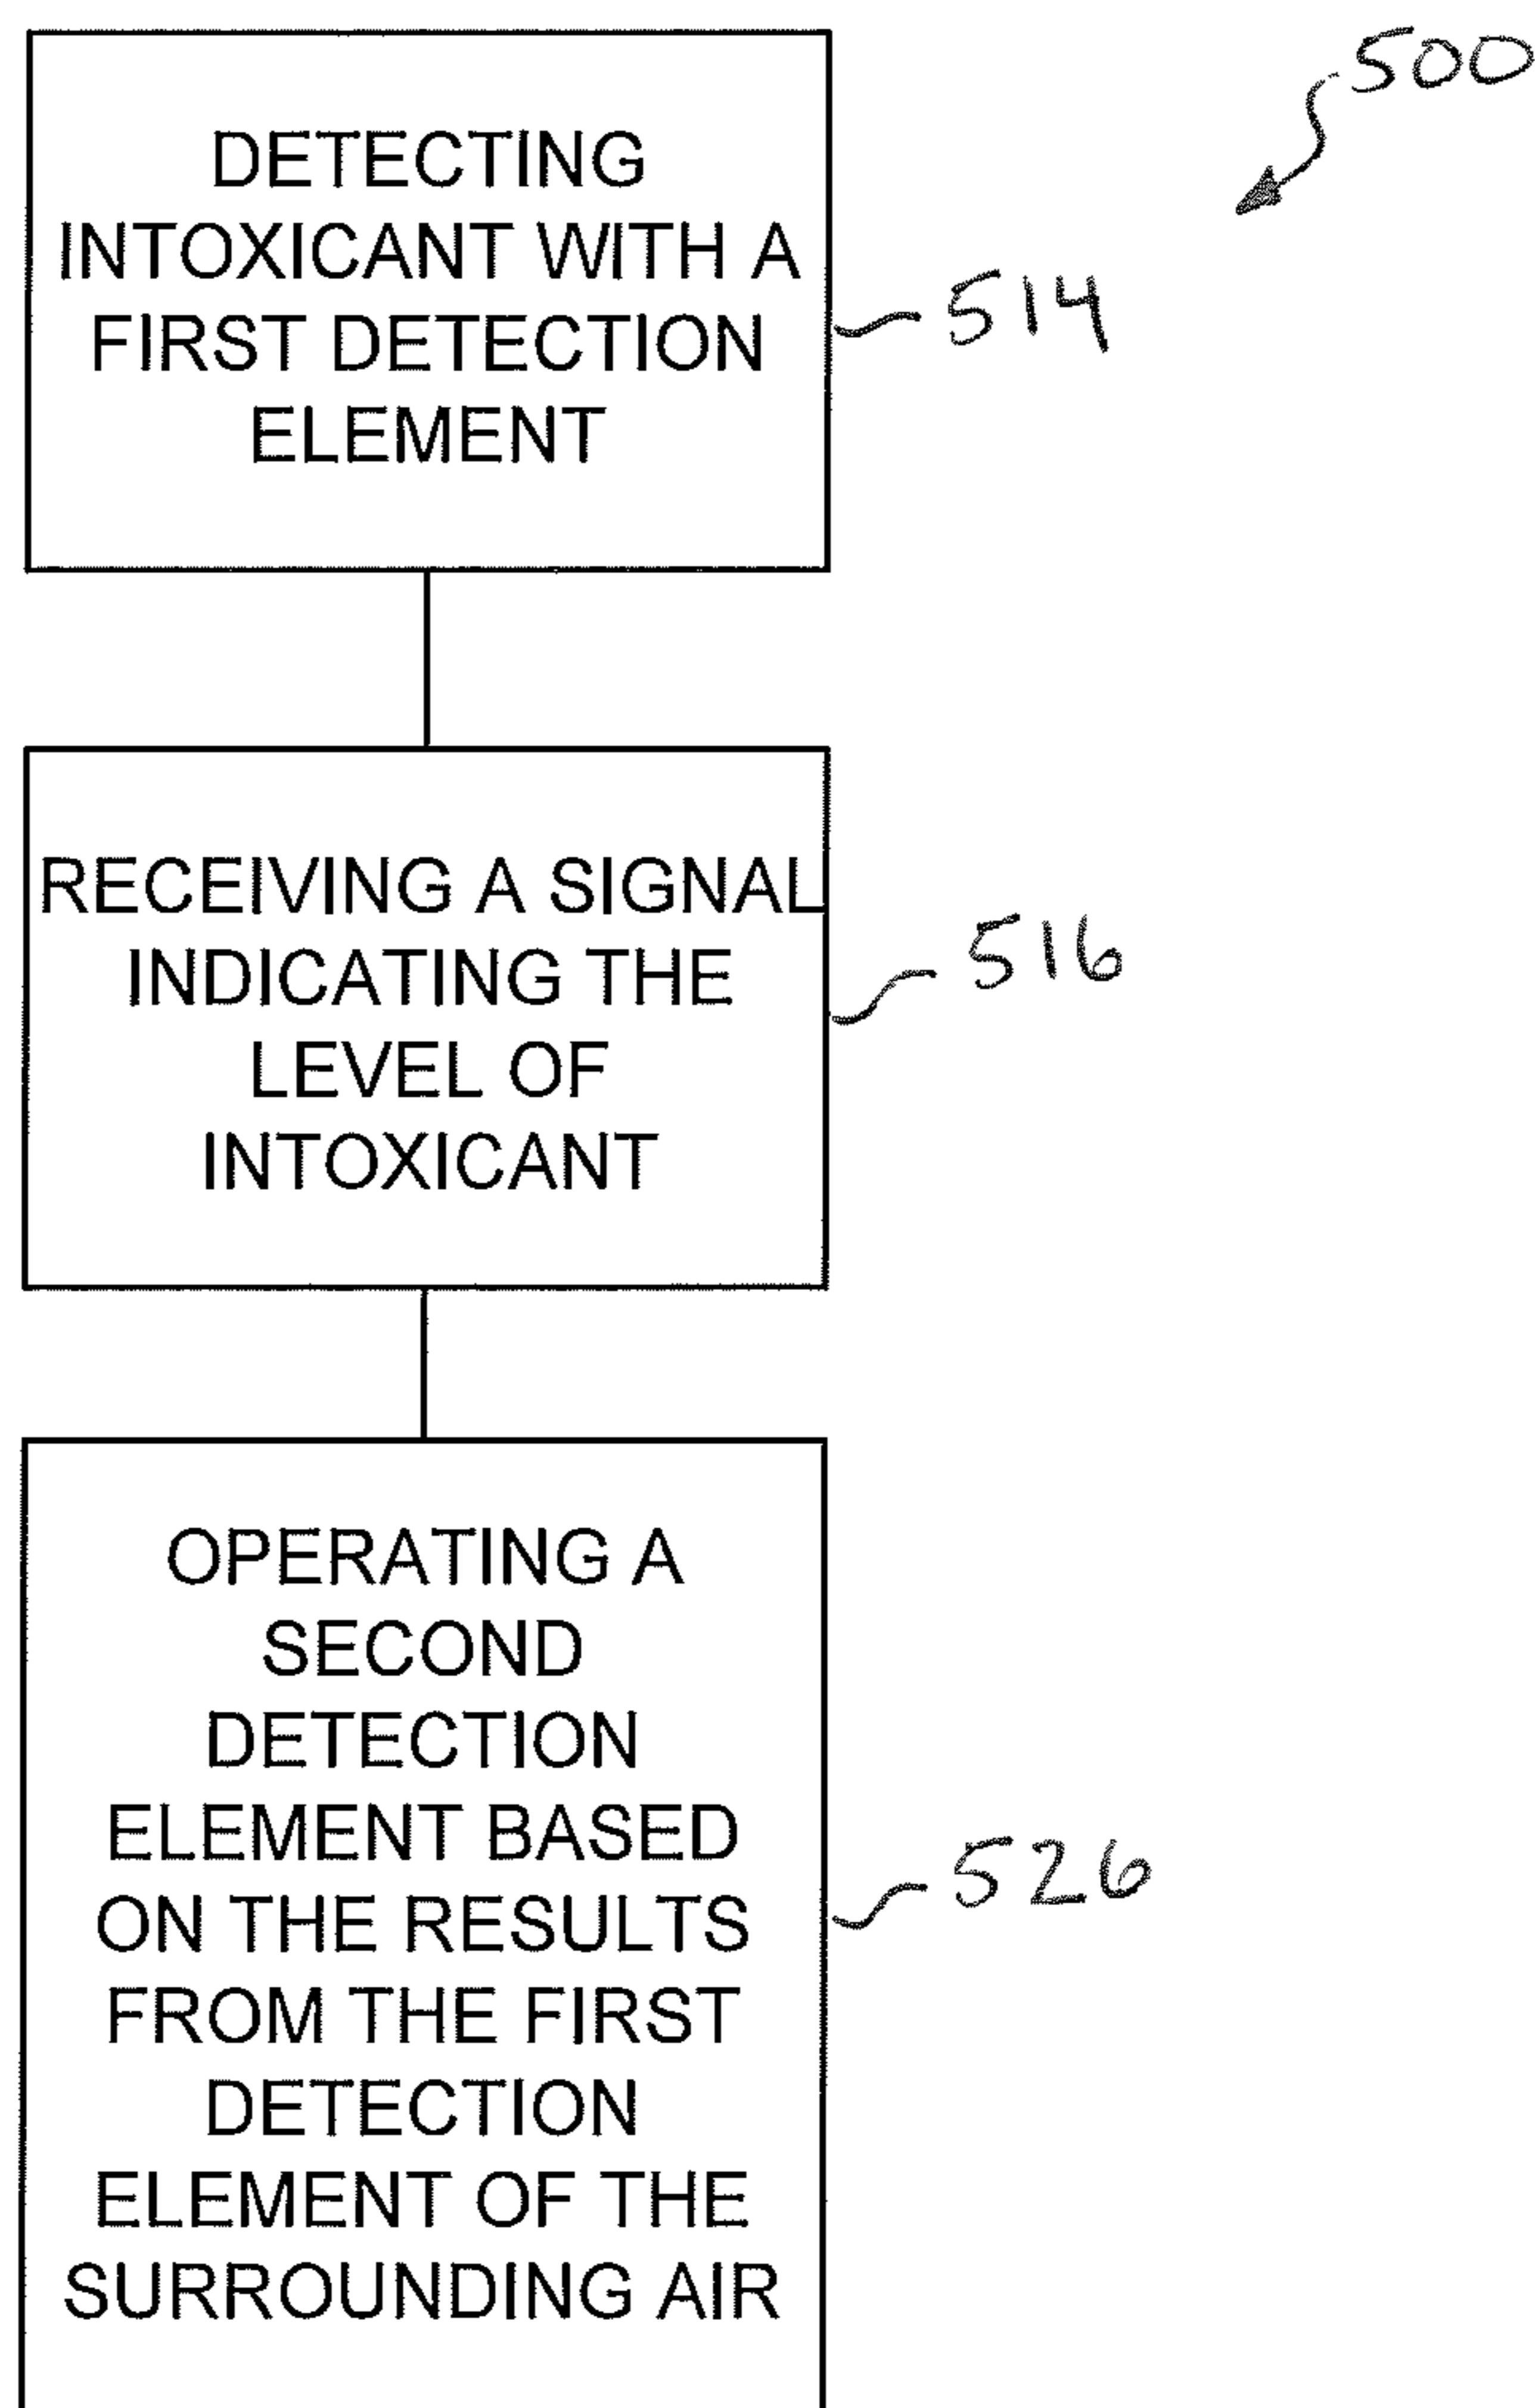 500
DETECTING
INTOXICANT WITH A
FIRST DETECTION
ELEMENT
514
RECEIVING A SIGNAL
INDICATING THE
LEVEL OF
INTOXICANT
516
OPERATING A
SECOND
DETECTION
ELEMENT BASED
ON THE RESULTS
FROM THE FIRST
DETECTION
ELEMENT OF THE
SURROUNDING AIR
526